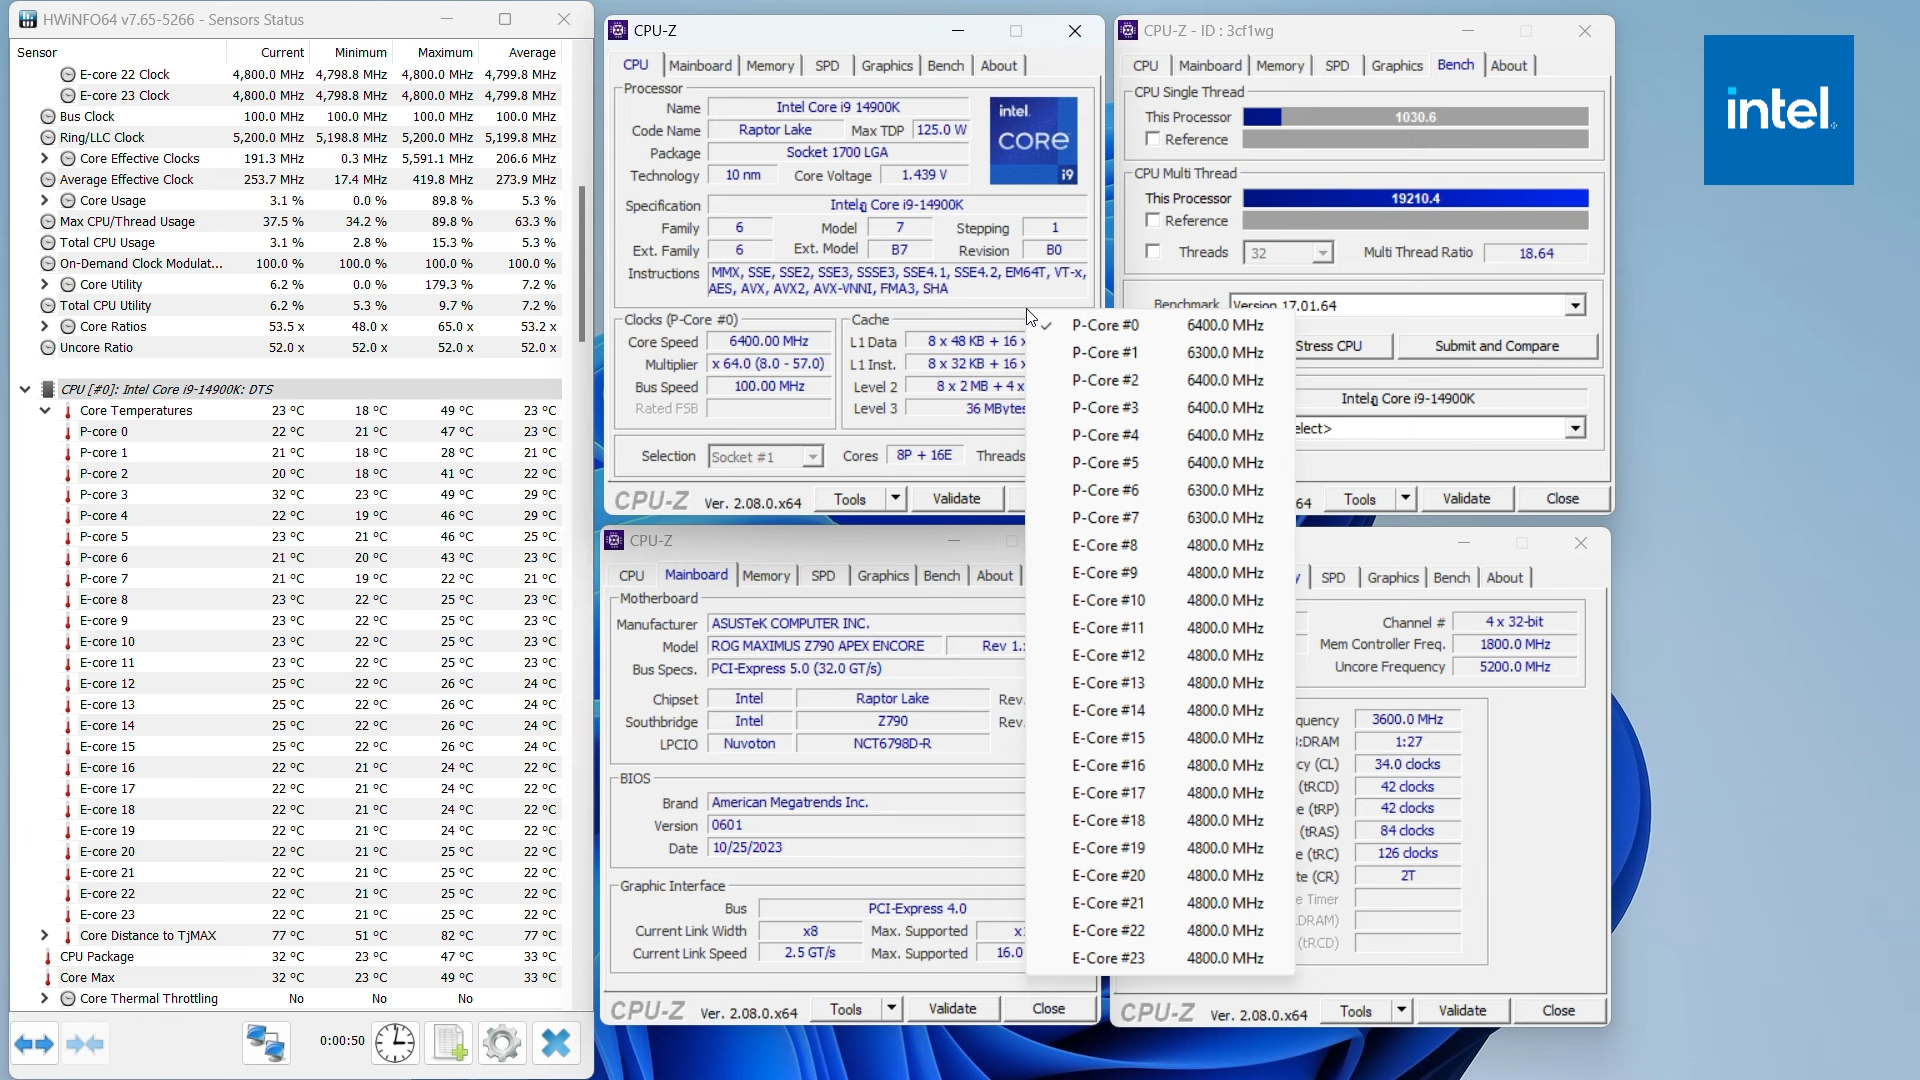 HWiNFO64 v7.65-5266 - Sensors Status
Sensor Current Minimum Maximum Average
E-core 22 Clock 4,800.0 MHz 4,798.8 MHz 4,800.0 MHz 4,799.8 MHz
E-core 23 Clock 4,800.0 MHz 4,798.8 MHz 4,800.0 MHz 4,799.8 MHz
Bus Clock 100.0 MHz 100.0 MHz 100.0 MHz 100.0 MHz
Ring/LLC Clock 5,200.0 MHz 5,198.8 MHz 5,200.0 MHz 5,199.8 MHz
Core Effective Clocks 191.3 MHz 0.3 MHz 5,591.1 MHz 206.6 MHz
Average Effective Clock 253.7 MHz 17.4 MHz 419.8 MHz 273.9 MHz
Core Usage 3.1 % 0.0 % 89.8 % 5.3 %
Max CPU/Thread Usage 37.5 % 34.2 % 89.8 % 63.3 %
Total CPU Usage 3.1 % 2.8 % 15.3 % 5.3 %
On-Demand Clock Modulat... 100.0 % 100.0 % 100.0 % 100.0 %
Core Utility 6.2 % 0.0 % 179.3 % 7.2 %
Total CPU Utility 6.2 % 5.3 % 9.7 % 7.2 %
Core Ratios 53.5 x 48.0 x 65.0 x 53.2 x
Uncore Ratio 52.0 x 52.0 x 52.0 x 52.0 x
CPU [#0]: Intel Core i9-14900K: DTS
Core Temperatures 23 °C 18 °C 49 °C 23 °C
P-core 0 22 °C 21 °C 47 °C 23 °C
P-core 1 21 °C 18 °C 28 °C 21 °C
P-core 2 20 °C 18 °C 41 °C 22 °C
P-core 3 32 °C 23 °C 49 °C 29 °C
P-core 4 22 °C 19 °C 46 °C 29 °C
P-core 5 23 °C 21 °C 46 °C 25 °C
P-core 6 21 °C 20 °C 43 °C 23 °C
P-core 7 21 °C 19 °C 22 °C 21 °C
E-core 8 23 °C 22 °C 25 °C 23 °C
E-core 9 23 °C 22 °C 25 °C 23 °C
E-core 10 23 °C 22 °C 25 °C 23 °C
E-core 11 23 °C 22 °C 25 °C 23 °C
E-core 12 25 °C 22 °C 26 °C 24 °C
E-core 13 25 °C 22 °C 26 °C 24 °C
E-core 14 25 °C 22 °C 26 °C 24 °C
E-core 15 25 °C 22 °C 26 °C 24 °C
E-core 16 22 °C 21 °C 24 °C 22 °C
E-core 17 22 °C 21 °C 24 °C 22 °C
E-core 18 22 °C 21 °C 24 °C 22 °C
E-core 19 22 °C 21 °C 24 °C 22 °C
E-core 20 22 °C 21 °C 25 °C 22 °C
E-core 21 22 °C 21 °C 25 °C 22 °C
E-core 22 22 °C 21 °C 25 °C 22 °C
E-core 23 22 °C 21 °C 25 °C 22 °C
Core Distance to TjMAX 77 °C 51 °C 82 °C 77 °C
CPU Package 32 °C 23 °C 47 °C 33 °C
Core Max 32 °C 23 °C 49 °C 33 °C
Core Thermal Throttling No No No
0:00:50
CPU-Z
CPU Mainboard Memory SPD Graphics Bench About
Processor
Name Intel Core i9 14900K
Code Name Raptor Lake Max TDP 125.0 W
Package Socket 1700 LGA
Technology 10 nm Core Voltage 1.439 V
intel.
CORE
i9
Specification Intel® Core i9-14900K
Family 6 Model 7 Stepping 1
Ext. Family 6 Ext. Model B7 Revision B0
Instructions MMX, SSE, SSE2, SSE3, SSSE3, SSE4.1, SSE4.2, EM64T, VT-x,
AES, AVX, AVX2, AVX-VNNI, FMA3, SHA
Clocks (P-Core #0)
Core Speed 6400.00 MHz
Multiplier x 64.0 (8.0 - 57.0)
Bus Speed 100.00 MHz
Rated FSB
Cache
L1 Data 8 x 48 KB + 16 x
L1 Inst. 8 x 32 KB + 16 x
Level 2 8 x 2 MB + 4 x
Level 3 36 MBytes
Selection Socket #1 Cores 8P + 16E Threads
CPU-Z Ver. 2.08.0.x64 Tools Validate
CPU-Z - ID : 3cf1wg
CPU Mainboard Memory SPD Graphics Bench About
CPU Single Thread
This Processor 1030.6
Reference
CPU Multi Thread
This Processor 19210.4
Reference
Threads 32 Multi Thread Ratio 18.64
Benchmark Version 17.01.64
Stress CPU Submit and Compare
Intel® Core i9-14900K
elect>
64 Tools Validate Close
P-Core #0 6400.0 MHz
P-Core #1 6300.0 MHz
P-Core #2 6400.0 MHz
P-Core #3 6400.0 MHz
P-Core #4 6400.0 MHz
P-Core #5 6400.0 MHz
P-Core #6 6300.0 MHz
P-Core #7 6300.0 MHz
E-Core #8 4800.0 MHz
E-Core #9 4800.0 MHz
E-Core #10 4800.0 MHz
E-Core #11 4800.0 MHz
E-Core #12 4800.0 MHz
E-Core #13 4800.0 MHz
E-Core #14 4800.0 MHz
E-Core #15 4800.0 MHz
E-Core #16 4800.0 MHz
E-Core #17 4800.0 MHz
E-Core #18 4800.0 MHz
E-Core #19 4800.0 MHz
E-Core #20 4800.0 MHz
E-Core #21 4800.0 MHz
E-Core #22 4800.0 MHz
E-Core #23 4800.0 MHz
CPU-Z
CPU Mainboard Memory SPD Graphics Bench About
Motherboard
Manufacturer ASUSTeK COMPUTER INC.
Model ROG MAXIMUS Z790 APEX ENCORE Rev 1.
Bus Specs. PCI-Express 5.0 (32.0 GT/s)
Chipset Intel Raptor Lake Rev.
Southbridge Intel Z790 Rev.
LPCIO Nuvoton NCT6798D-R
BIOS
Brand American Megatrends Inc.
Version 0601
Date 10/25/2023
Graphic Interface
Bus PCI-Express 4.0
Current Link Width x8 Max. Supported x
Current Link Speed 2.5 GT/s Max. Supported 16.0
CPU-Z Ver. 2.08.0.x64 Tools Validate Close
y SPD Graphics Bench About
Channel # 4 x 32-bit
Mem Controller Freq. 1800.0 MHz
Uncore Frequency 5200.0 MHz
quency 3600.0 MHz
:DRAM 1:27
cy (CL) 34.0 clocks
(tRCD) 42 clocks
e (tRP) 42 clocks
(tRAS) 84 clocks
e (tRC) 126 clocks
te (CR) 2T
e Timer
DRAM)
(tRCD)
CPU-Z Ver. 2.08.0.x64 Tools Validate Close
intel.